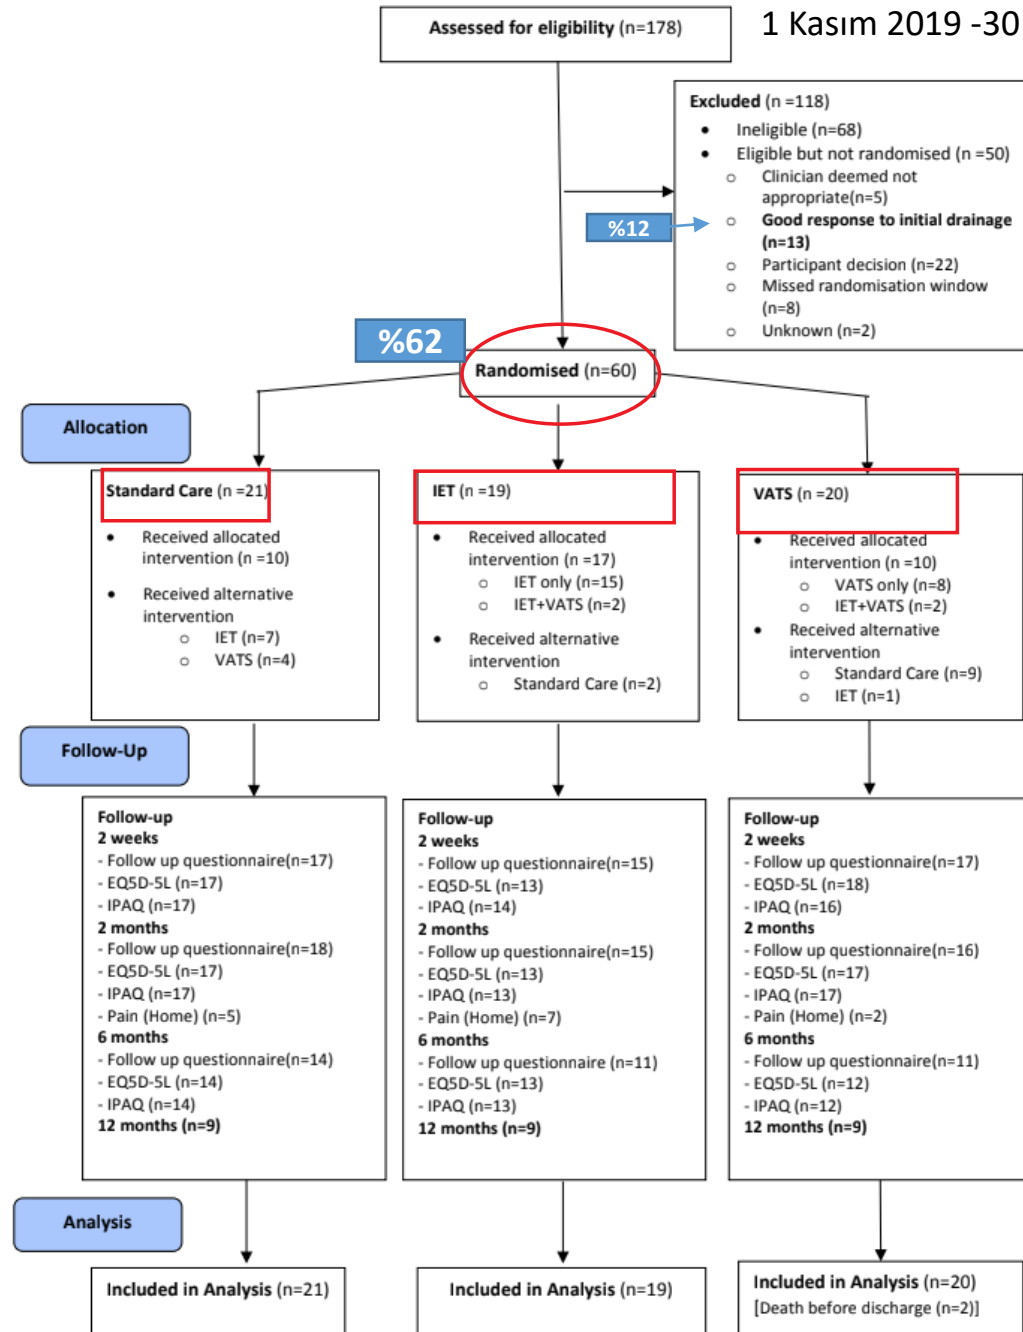 Assessed for eligibility (n=178)
1 Kasım 2019 -30
Excluded (n =118)
• Ineligible (n=68)
• Eligible but not randomised (n =50)
○ Clinician deemed not
appropriate(n=5)
○ Good response to initial drainage
(n=13)
○ Participant decision (n=22)
○ Missed randomisation window
(n=8)
○ Unknown (n=2)
%12
%62
Randomised (n=60)
Allocation
Standard Care (n =21)
• Received allocated
intervention (n =10)
• Received alternative
intervention
○ IET (n=7)
○ VATS (n=4)
IET (n =19)
• Received allocated
intervention (n =17)
○ IET only (n=15)
○ IET+VATS (n=2)
• Received alternative
intervention
○ Standard Care (n=2)
VATS (n =20)
• Received allocated
intervention (n =10)
○ VATS only (n=8)
○ IET+VATS (n=2)
• Received alternative
intervention
○ Standard Care (n=9)
○ IET (n=1)
Follow-Up
Follow-up
2 weeks
- Follow up questionnaire(n=17)
- EQ5D-5L (n=17)
- IPAQ (n=17)
2 months
- Follow up questionnaire(n=18)
- EQ5D-5L (n=17)
- IPAQ (n=17)
- Pain (Home) (n=5)
6 months
- Follow up questionnaire(n=14)
- EQ5D-5L (n=14)
- IPAQ (n=14)
12 months (n=9)
Follow-up
2 weeks
- Follow up questionnaire(n=15)
- EQ5D-5L (n=13)
- IPAQ (n=14)
2 months
- Follow up questionnaire(n=15)
- EQ5D-5L (n=13)
- IPAQ (n=13)
- Pain (Home) (n=7)
6 months
- Follow up questionnaire (n=11)
- EQ5D-5L (n=13)
- IPAQ (n=13)
12 months (n=9)
Follow-up
2 weeks
- Follow up questionnaire(n=17)
- EQ5D-5L (n=18)
- IPAQ (n=16)
2 months
- Follow up questionnaire(n=16)
- EQ5D-5L (n=17)
- IPAQ (n=17)
- Pain (Home) (n=2)
6 months
- Follow up questionnaire(n=11)
- EQ5D-5L (n=12)
- IPAQ (n=12)
12 months (n=9)
Analysis
Included in Analysis (n=21)
Included in Analysis (n=19)
Included in Analysis (n=20)
[Death before discharge (n=2)]